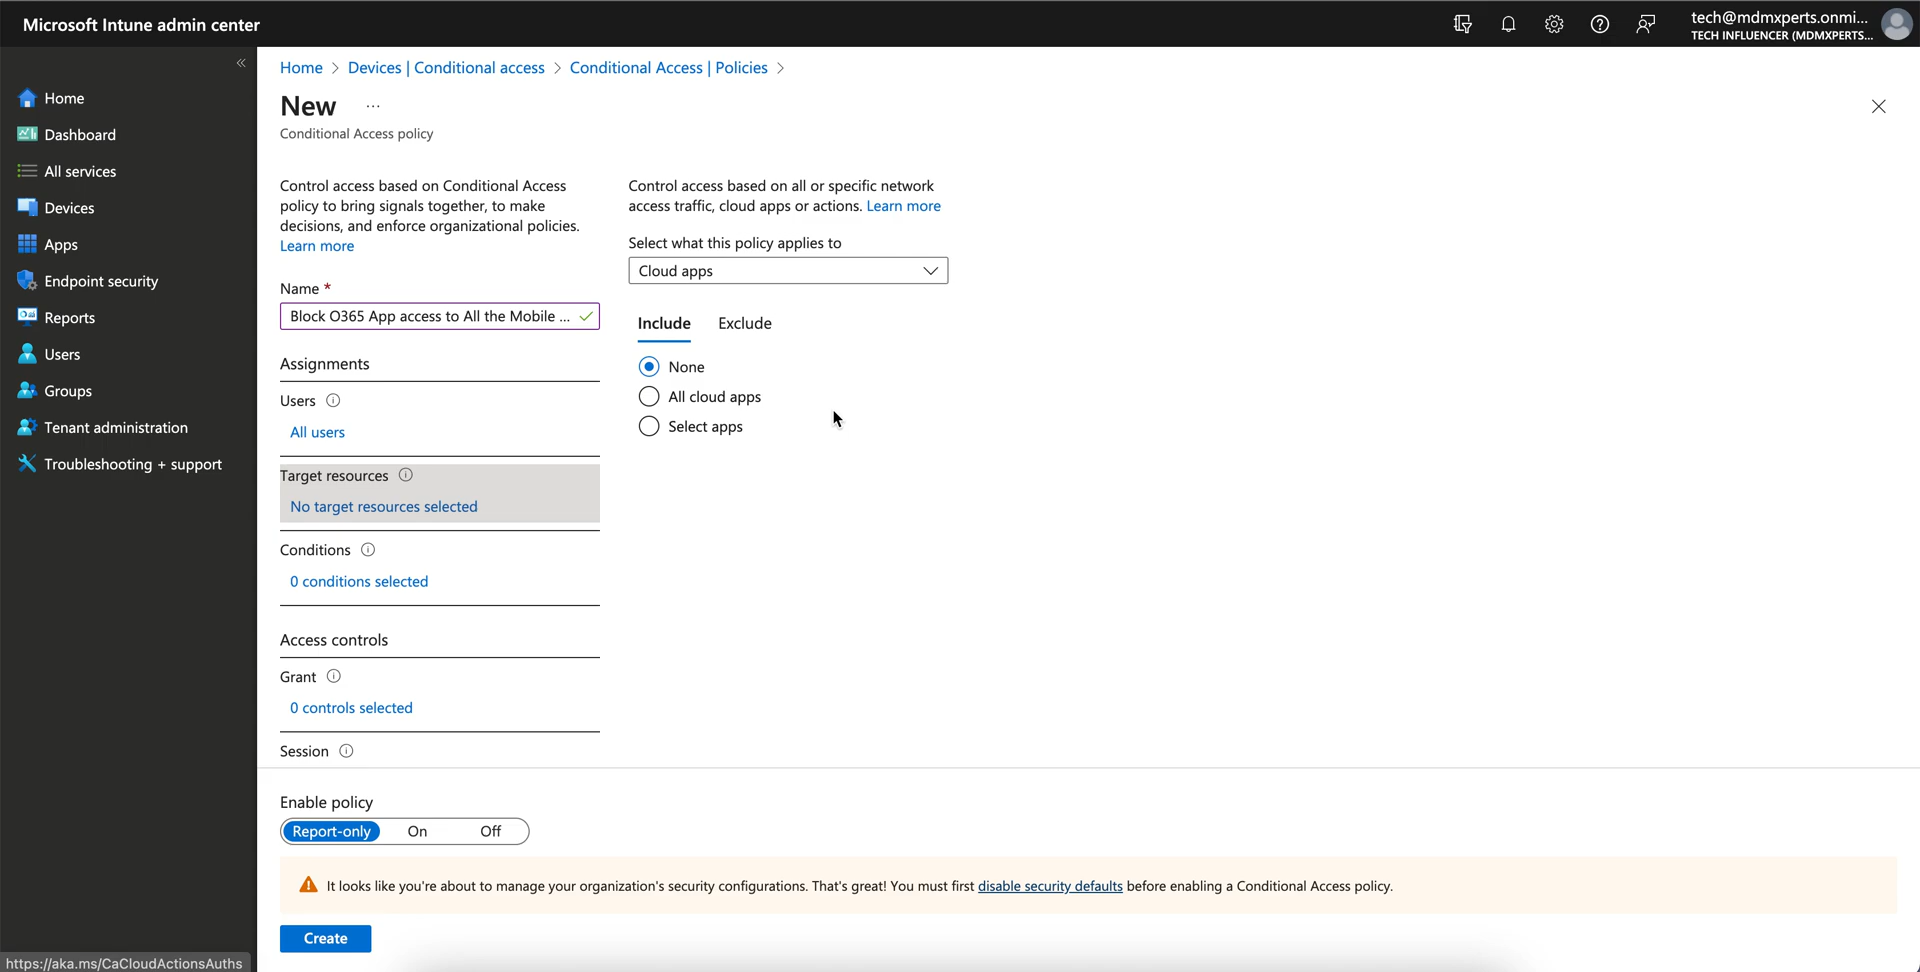 Microsoft Intune admin center
tech@mdmxperts.onmi...
TECH INFLUENCER (MDMXPERTS...
Home
Dashboard
All services
Devices
Apps
Endpoint security
Reports
Users
Groups
Tenant administration
Troubleshooting + support
Home > Devices | Conditional access > Conditional Access | Policies >
New ...
Conditional Access policy
Control access based on Conditional Access
policy to bring signals together, to make
decisions, and enforce organizational policies.
Learn more
Name *
Block O365 App access to All the Mobile ...
Assignments
Users
All users
Target resources
No target resources selected
Conditions
0 conditions selected
Access controls
Grant
0 controls selected
Session
Control access based on all or specific network
access traffic, cloud apps or actions. Learn more
Select what this policy applies to
Cloud apps
Include Exclude
None
All cloud apps
Select apps
Enable policy
Report-only On Off
It looks like you're about to manage your organization's security configurations. That's great! You must first disable security defaults before enabling a Conditional Access policy.
Create
https://aka.ms/CaCloudActionsAuths